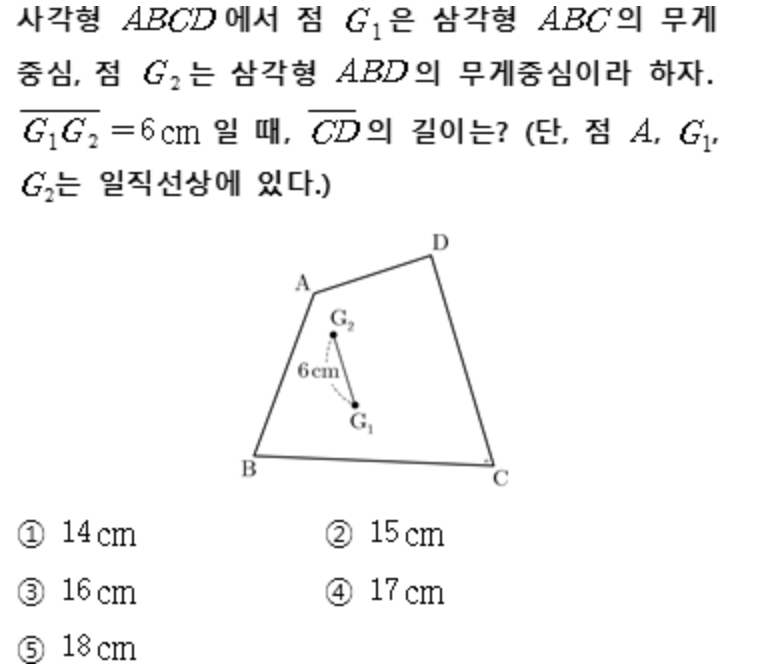 사각형 ABCD에서 점 G₁은 삼각형 ABC의 무게
중심, 점 G₂는 삼각형 ABD의 무게중심이라 하자.
G₁G₂ = 6 cm 일 때, CD의 길이는? (단, 점 A, G₁,
G₂는 일직선상에 있다.)
D
A
G₂
6cm
G₁
B
C
① 14 cm ② 15 cm
③ 16 cm ④ 17 cm
⑤ 18 cm